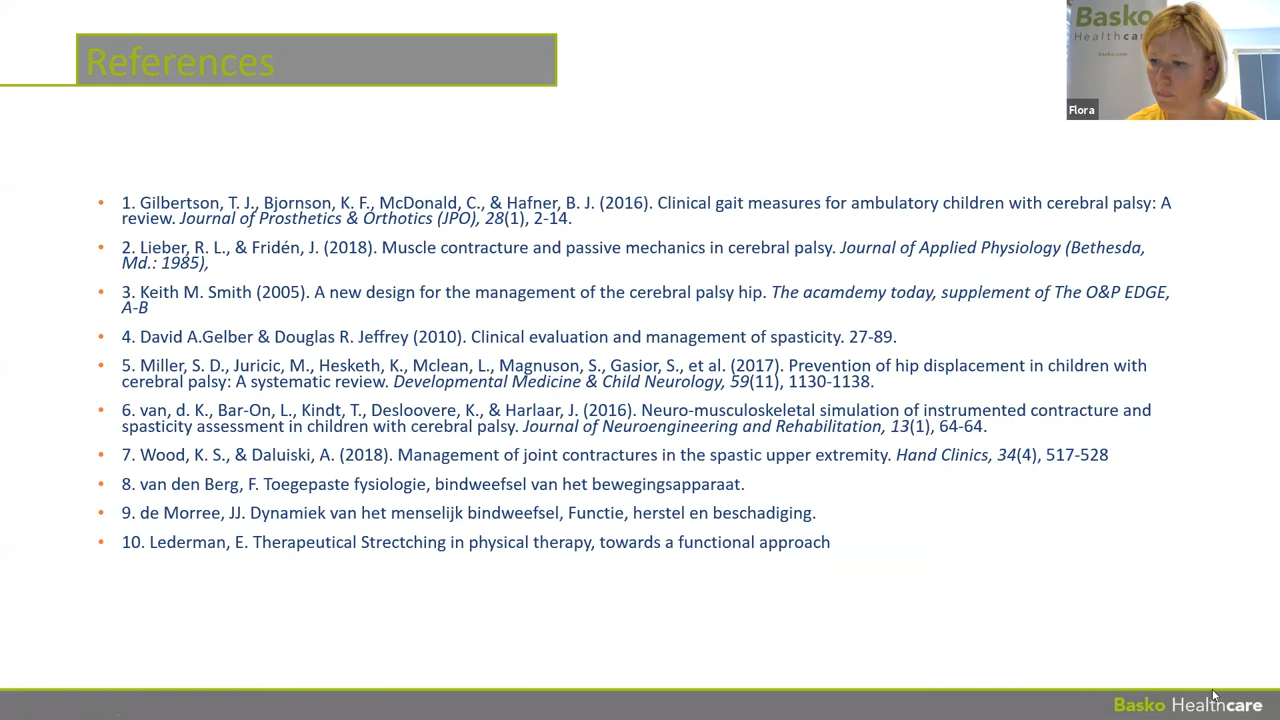 References
Basko
Healthcare
basko.com
Flora
• 1. Gilbertson, T. J., Bjornson, K. F., McDonald, C., & Hafner, B. J. (2016). Clinical gait measures for ambulatory children with cerebral palsy: A
review. Journal of Prosthetics & Orthotics (JPO), 28(1), 2-14.
• 2. Lieber, R. L., & Fridén, J. (2018). Muscle contracture and passive mechanics in cerebral palsy. Journal of Applied Physiology (Bethesda,
Md.: 1985),
• 3. Keith M. Smith (2005). A new design for the management of the cerebral palsy hip. The acamdemy today, supplement of The O&P EDGE,
A-B
• 4. David A.Gelber & Douglas R. Jeffrey (2010). Clinical evaluation and management of spasticity. 27-89.
• 5. Miller, S. D., Juricic, M., Hesketh, K., Mclean, L., Magnuson, S., Gasior, S., et al. (2017). Prevention of hip displacement in children with
cerebral palsy: A systematic review. Developmental Medicine & Child Neurology, 59(11), 1130-1138.
• 6. van, d. K., Bar-On, L., Kindt, T., Desloovere, K., & Harlaar, J. (2016). Neuro-musculoskeletal simulation of instrumented contracture and
spasticity assessment in children with cerebral palsy. Journal of Neuroengineering and Rehabilitation, 13(1), 64-64.
• 7. Wood, K. S., & Daluiski, A. (2018). Management of joint contractures in the spastic upper extremity. Hand Clinics, 34(4), 517-528
• 8. van den Berg, F. Toegepaste fysiologie, bindweefsel van het bewegingsapparaat.
• 9. de Morree, JJ. Dynamiek van het menselijk bindweefsel, Functie, herstel en beschadiging.
• 10. Lederman, E. Therapeutical Strectching in physical therapy, towards a functional approach
Basko Healthcare